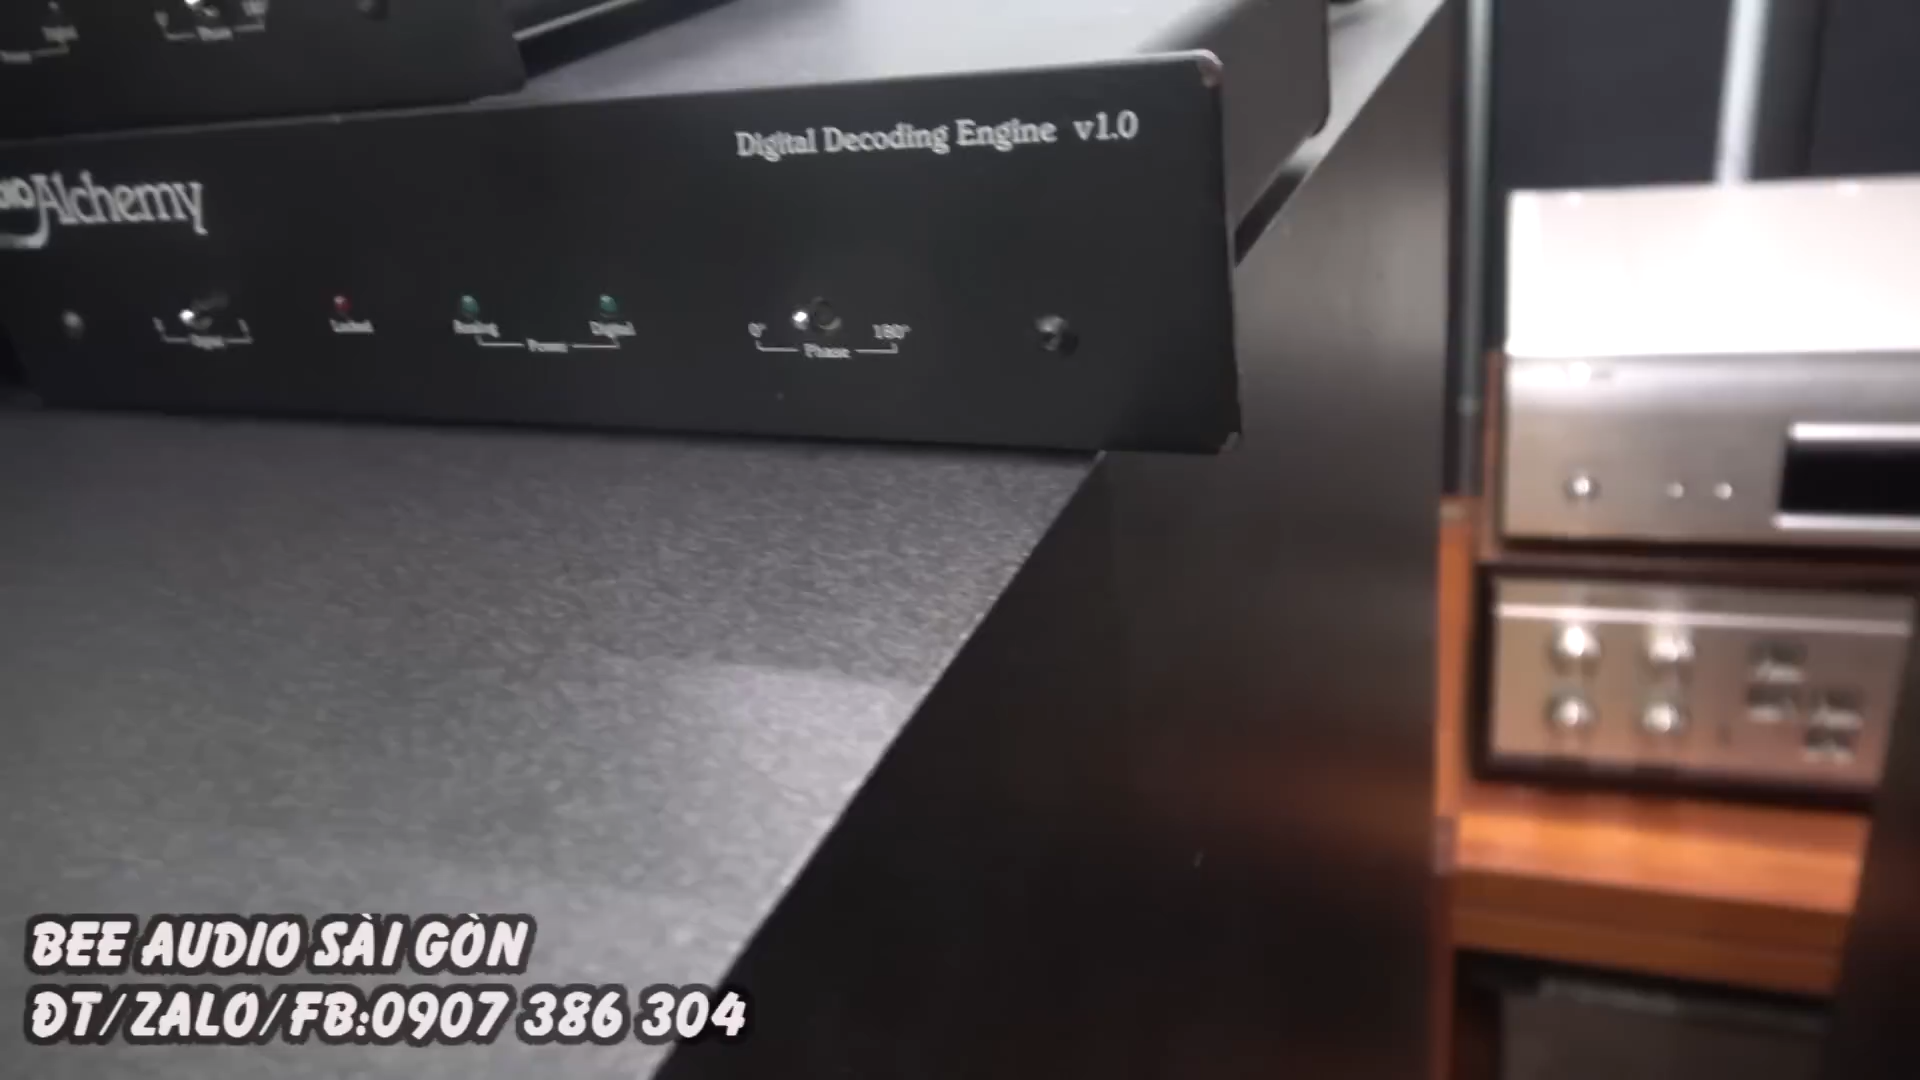 Digital Decoding Engine v1.0
Alchemy
Locked
Analog
Digital
Power
0°
180°
Phase
BEE AUDIO SÀI GÒN
ĐT/ZALO/FB:0907 386 304